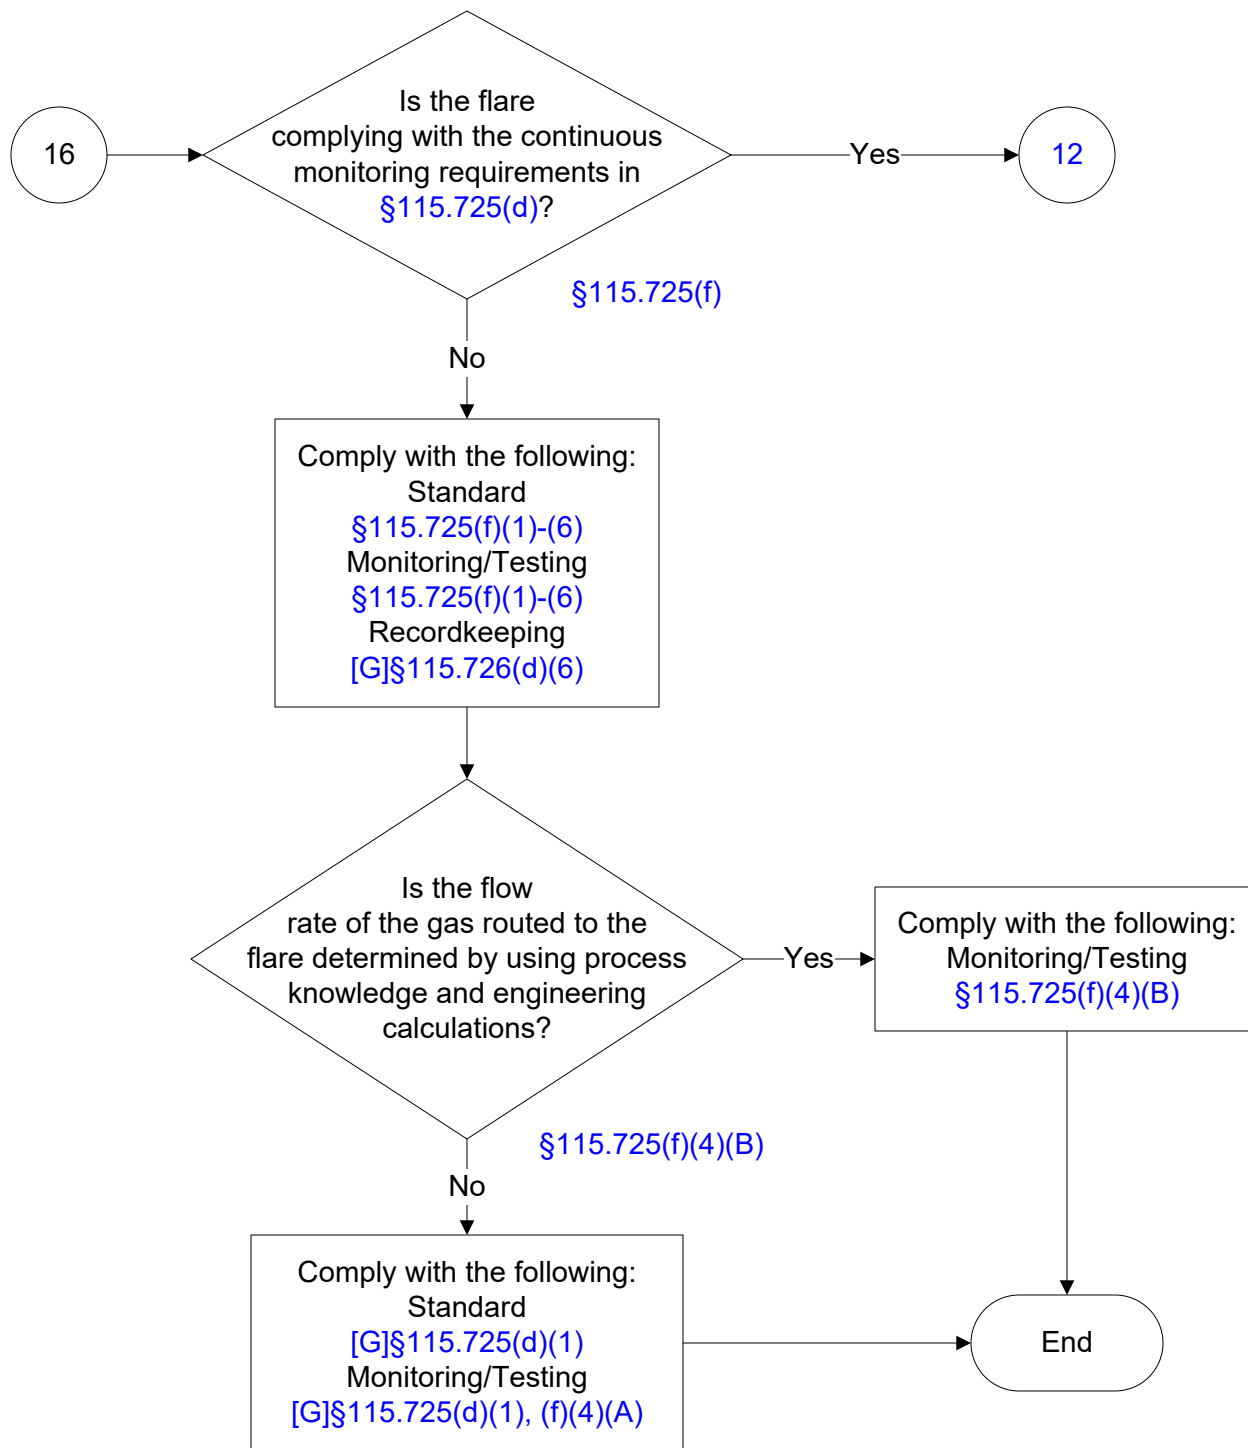 Is the flare
complying with the continuous
monitoring requirements in
§115.725(d)?
16
Yes
12
§115.725(f)
No
Comply with the following:
Standard
§115.725(f)(1)-(6)
Monitoring/Testing
§115.725(f)(1)-(6)
Recordkeeping
[G]§115.726(d)(6)
Is the flow
rate of the gas routed to the
flare determined by using process
knowledge and engineering
calculations?
Yes
Comply with the following:
Monitoring/Testing
§115.725(f)(4)(B)
§115.725(f)(4)(B)
No
Comply with the following:
Standard
[G]§115.725(d)(1)
Monitoring/Testing
[G]§115.725(d)(1), (f)(4)(A)
End